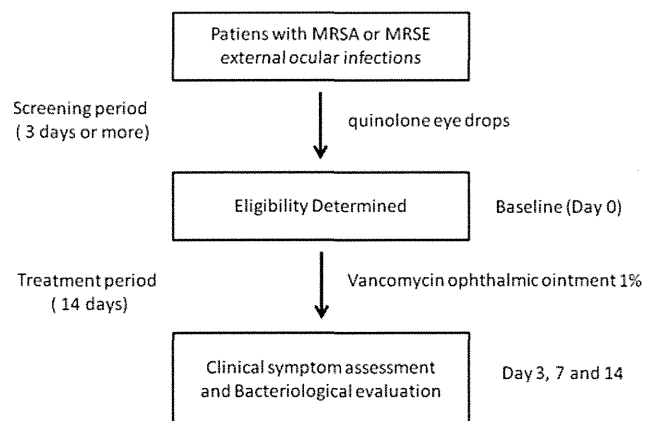 Patiens with MRSA or MRSE
external ocular infections
Screening period
( 3 days or more)
quinolone eye drops
Eligibility Determined
Baseline (Day 0)
Treatment period
( 14 days)
Vancomycin ophthalmic ointment 1%
Clinical symptom assessment
and Bacteriological evaluation
Day 3, 7 and 14